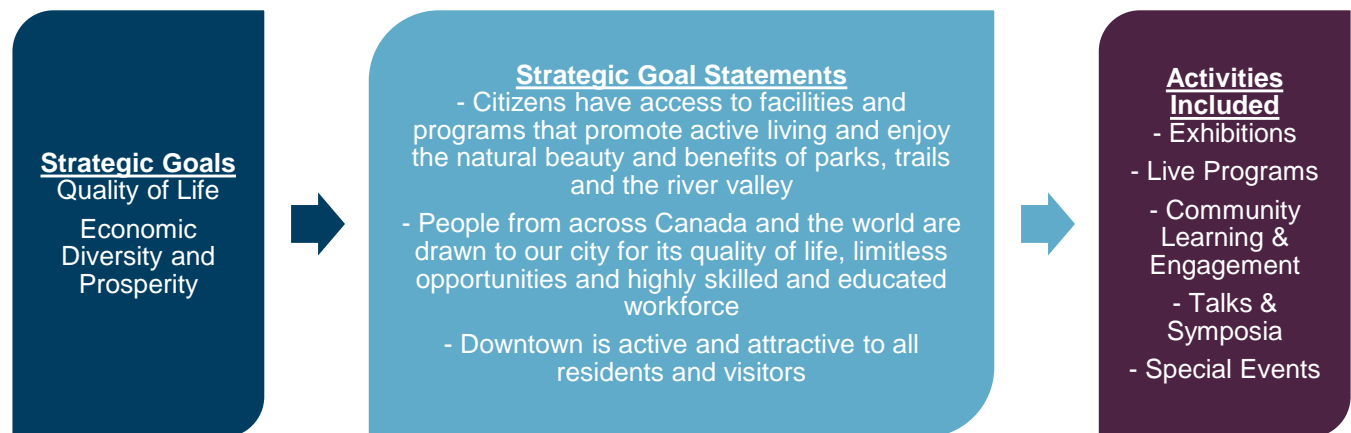 Strategic Goals
Quality of Life
Economic
Diversity and
Prosperity
Strategic Goal Statements
- Citizens have access to facilities and
programs that promote active living and enjoy
the natural beauty and benefits of parks, trails
and the river valley
- People from across Canada and the world are
drawn to our city for its quality of life, limitless
opportunities and highly skilled and educated
workforce
- Downtown is active and attractive to all
residents and visitors
Activities
Included
- Exhibitions
- Live Programs
- Community
Learning &
Engagement
- Talks &
Symposia
- Special Events